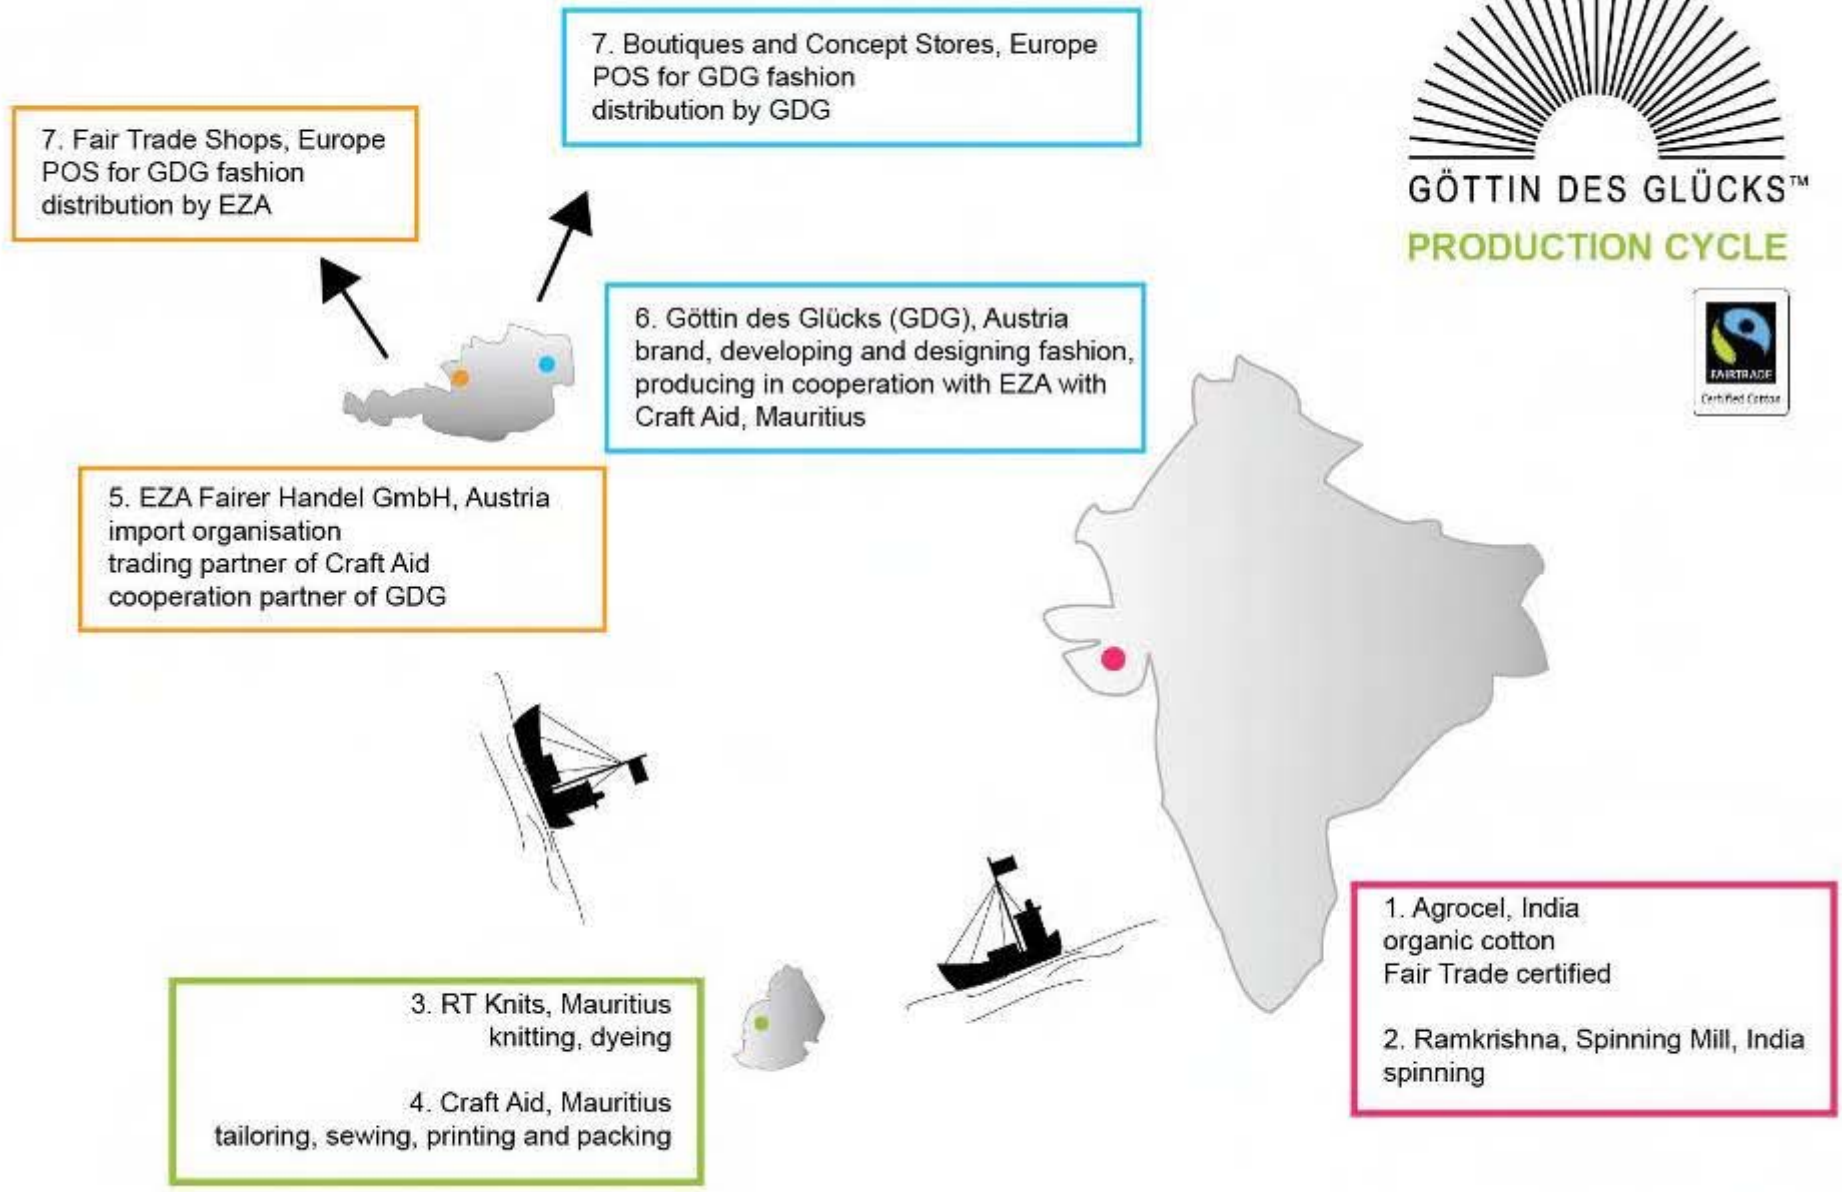 7. Boutiques and Concept Stores, Europe
POS for GDG fashion
distribution by GDG
7. Fair Trade Shops, Europe
POS for GDG fashion
distribution by EZA
GÖTTIN DES GLÜCKS™
PRODUCTION CYCLE
FAIRTRADE
Certified Cotton
6. Göttin des Glücks (GDG), Austria
brand, developing and designing fashion,
producing in cooperation with EZA with
Craft Aid, Mauritius
5. EZA Fairer Handel GmbH, Austria
import organisation
trading partner of Craft Aid
cooperation partner of GDG
1. Agrocel, India
organic cotton
Fair Trade certified
2. Ramkrishna, Spinning Mill, India
spinning
3. RT Knits, Mauritius
knitting, dyeing
4. Craft Aid, Mauritius
tailoring, sewing, printing and packing